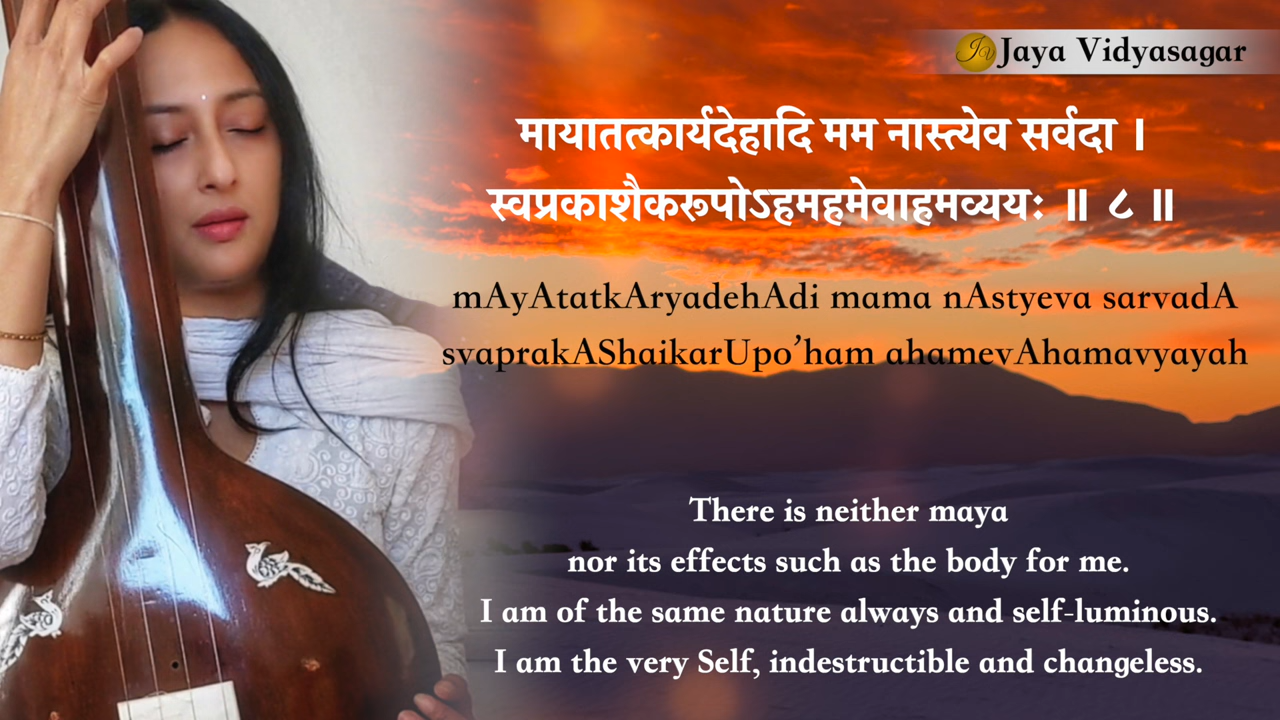 Jaya Vidyasagar
मायातत्कार्यदेहादि मम नास्त्येव सर्वदा ।
स्वप्रकाशैकरूपोऽहमहमेवाहमव्ययः ॥ ८ ॥
mAyAtatkAryadehAdi mama nAstyeva sarvadA
svaprakAShaikarUpo’ham ahamevAhamavyayah
There is neither maya
nor its effects such as the body for me.
I am of the same nature always and self-luminous.
I am the very Self, indestructible and changeless.